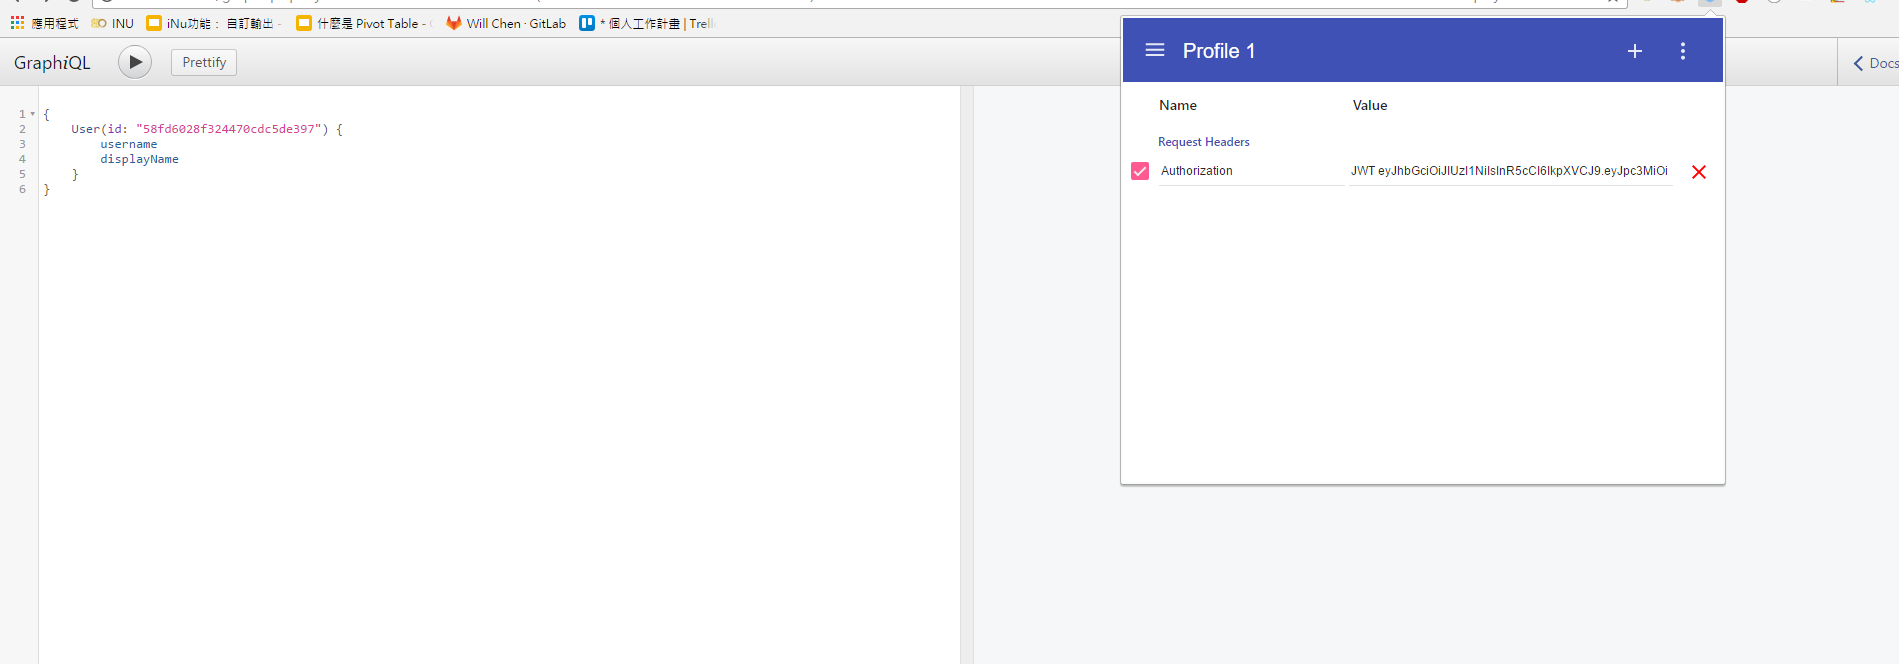 應用程式 INU iNu功能： 自訂輸出 - 什麼是 Pivot Table - Will Chen · GitLab * 個人工作計畫 | Trell
GraphiQL Prettify
Docs
1 {
2 User(id: "58fd6028f324470cdc5de397") {
3 username
4 displayName
5 }
6 }
Profile 1
Name Value
Request Headers
Authorization JWT eyJhbGciOiJIUzI1NiIsInR5cCI6IkpXVCJ9.eyJpc3MiOi